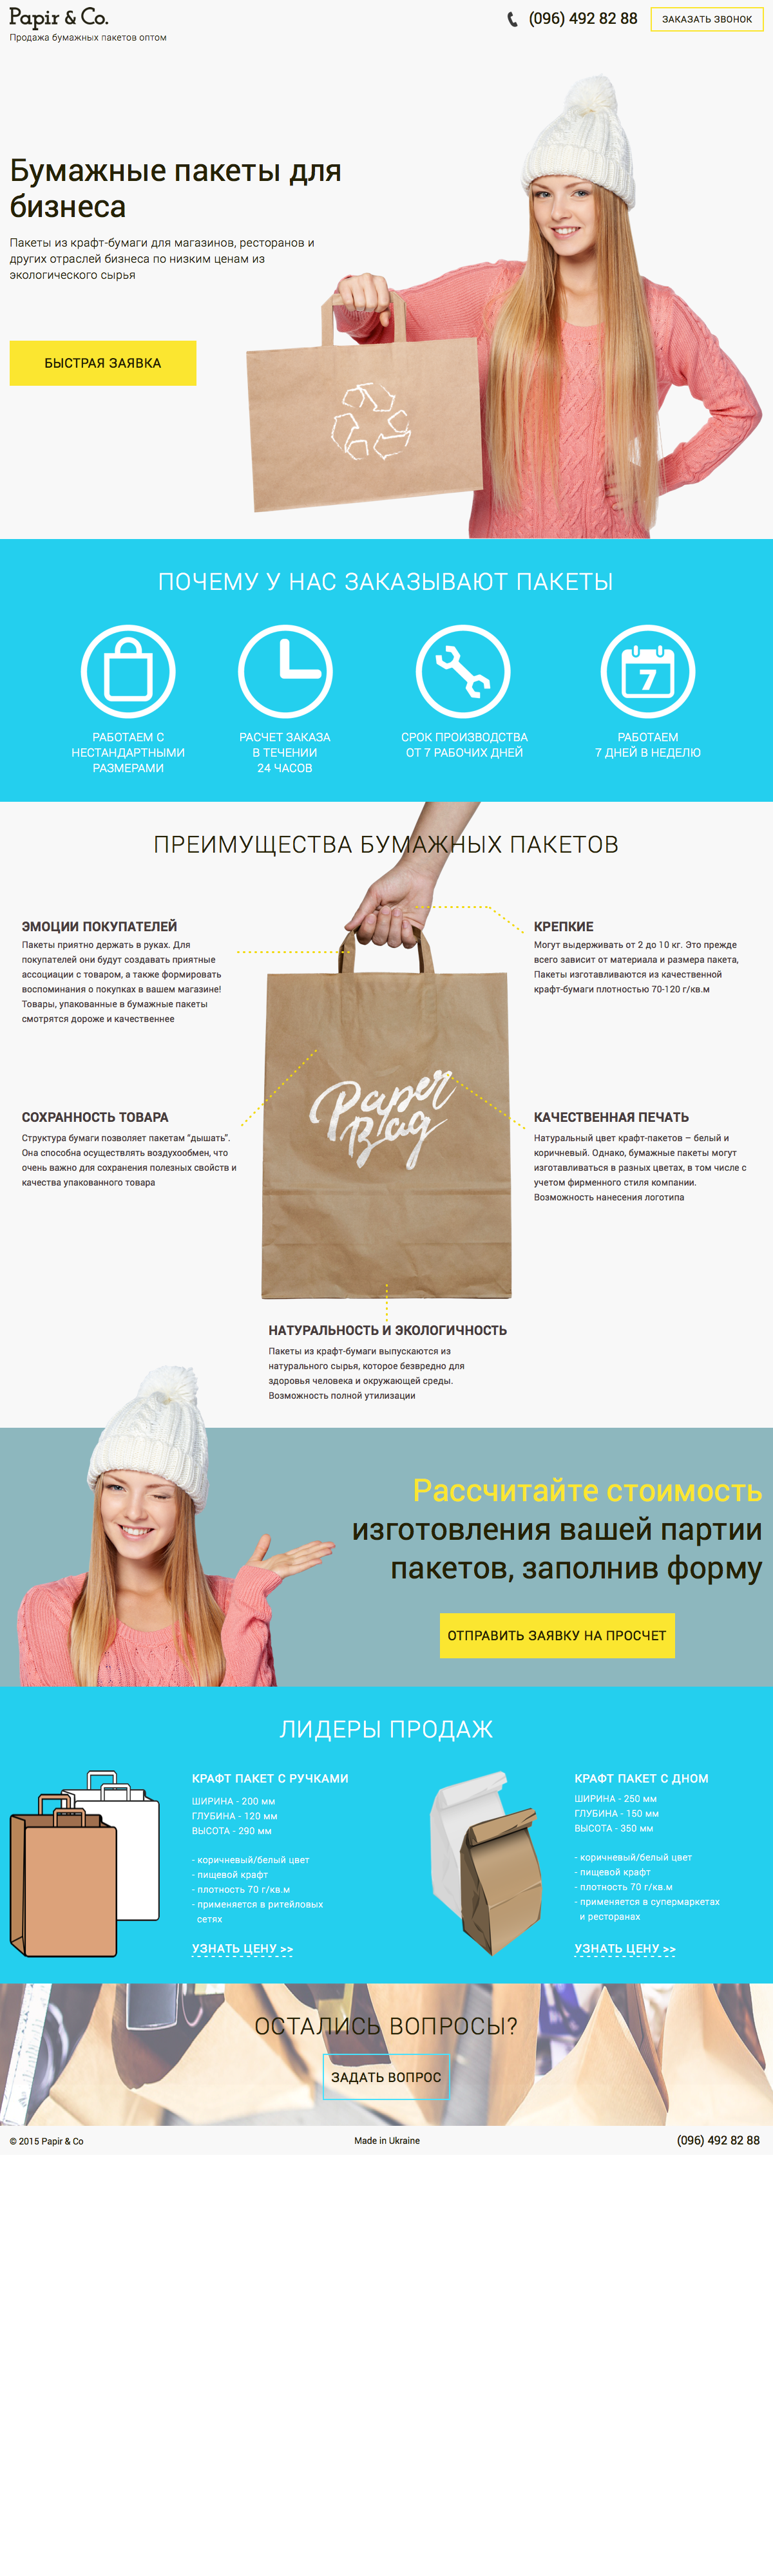 Papir & Co.
Продажа бумажных пакетов оптом
(096) 492 82 88
ЗАКАЗАТЬ ЗВОНОК
Бумажные пакеты для
бизнеса
Пакеты из крафт-бумаги для магазинов, ресторанов и
других отраслей бизнеса по низким ценам из
экологического сырья
БЫСТРАЯ ЗАЯВКА
ПОЧЕМУ У НАС ЗАКАЗЫВАЮТ ПАКЕТЫ
7
РАБОТАЕМ С
НЕСТАНДАРТНЫМИ
РАЗМЕРАМИ
РАСЧЕТ ЗАКАЗА
В ТЕЧЕНИИ
24 ЧАСОВ
СРОК ПРОИЗВОДСТВА
ОТ 7 РАБОЧИХ ДНЕЙ
РАБОТАЕМ
7 ДНЕЙ В НЕДЕЛЮ
ПРЕИМУЩЕСТВА БУМАЖНЫХ ПАКЕТОВ
ЭМОЦИИ ПОКУПАТЕЛЕЙ
Пакеты приятно держать в руках. Для
покупателей они будут создавать приятные
ассоциации с товаром, а также формировать
воспоминания о покупках в вашем магазине!
Товары, упакованные в бумажные пакеты
смотрятся дороже и качественнее
КРЕПКИЕ
Могут выдерживать от 2 до 10 кг. Это прежде
всего зависит от материала и размера пакета,
Пакеты изготавливаются из качественной
крафт-бумаги плотностью 70-120 г/кв.м
Paper
Bag
СОХРАННОСТЬ ТОВАРА
Структура бумаги позволяет пакетам “дышать”.
Она способна осуществлять воздухообмен, что
очень важно для сохранения полезных свойств и
качества упакованного товара
КАЧЕСТВЕННАЯ ПЕЧАТЬ
Натуральный цвет крафт-пакетов – белый и
коричневый. Однако, бумажные пакеты могут
изготавливаться в разных цветах, в том числе с
учетом фирменного стиля компании.
Возможность нанесения логотипа
НАТУРАЛЬНОСТЬ И ЭКОЛОГИЧНОСТЬ
Пакеты из крафт-бумаги выпускаются из
натурального сырья, которое безвредно для
здоровья человека и окружающей среды.
Возможность полной утилизации
Рассчитайте стоимость
изготовления вашей партии
пакетов, заполнив форму
ОТПРАВИТЬ ЗАЯВКУ НА ПРОСЧЕТ
ЛИДЕРЫ ПРОДАЖ
КРАФТ ПАКЕТ С РУЧКАМИ
ШИРИНА - 200 мм
ГЛУБИНА - 120 мм
ВЫСОТА - 290 мм
- коричневый/белый цвет
- пищевой крафт
- плотность 70 г/кв.м
- применяется в ритейловых
сетях
УЗНАТЬ ЦЕНУ >>
КРАФТ ПАКЕТ С ДНОМ
ШИРИНА - 250 мм
ГЛУБИНА - 150 мм
ВЫСОТА - 350 мм
- коричневый/белый цвет
- пищевой крафт
- плотность 70 г/кв.м
- применяется в супермаркетах
и ресторанах
УЗНАТЬ ЦЕНУ >>
ОСТАЛИСЬ ВОПРОСЫ?
ЗАДАТЬ ВОПРОС
© 2015 Papir & Co
Made in Ukraine
(096) 492 82 88